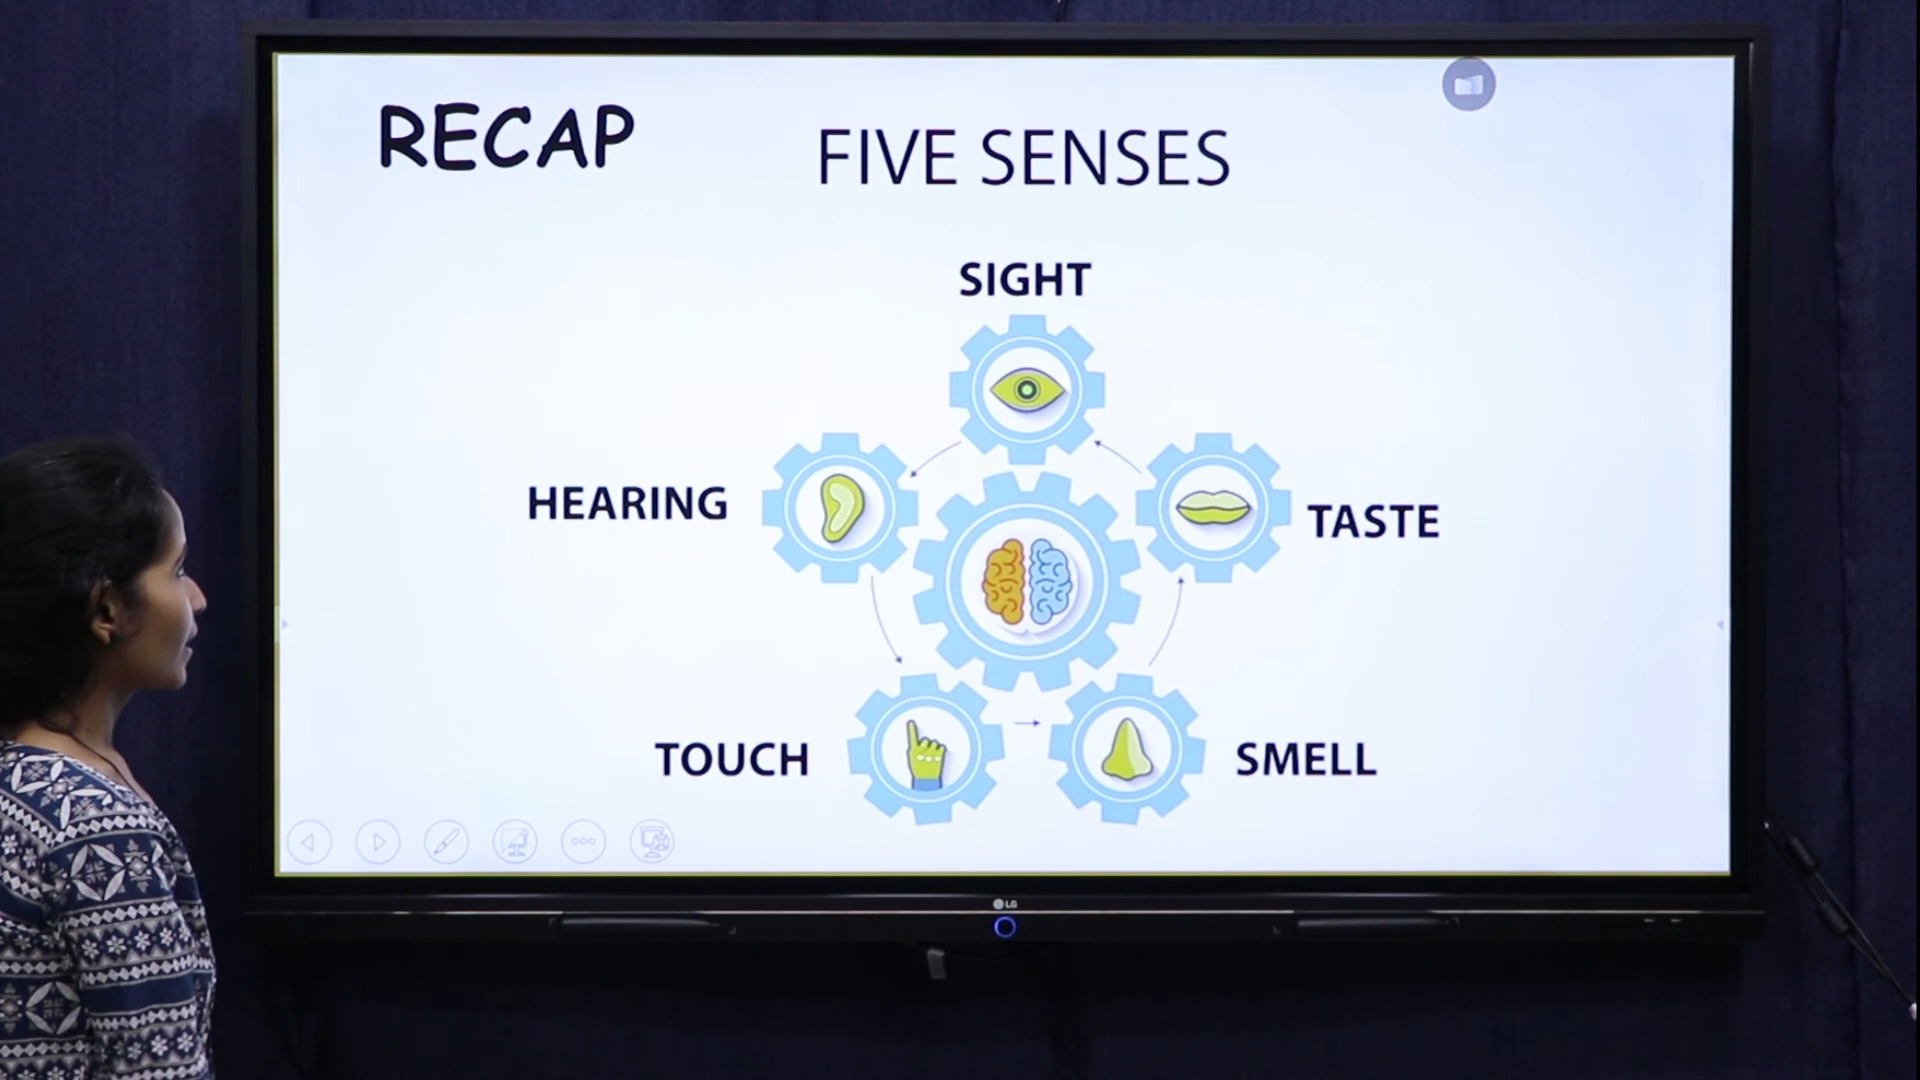 RECAP
FIVE SENSES
SIGHT
HEARING
TASTE
TOUCH
SMELL
LG